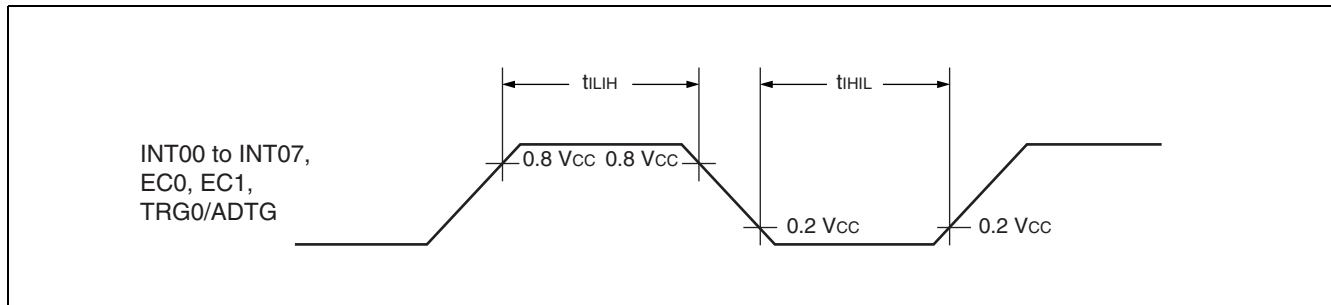 tILIH
tIHIL
INT00 to INT07,
EC0, EC1,
TRG0/ADTG
0.8 VCC 0.8 VCC
0.2 VCC
0.2 VCC